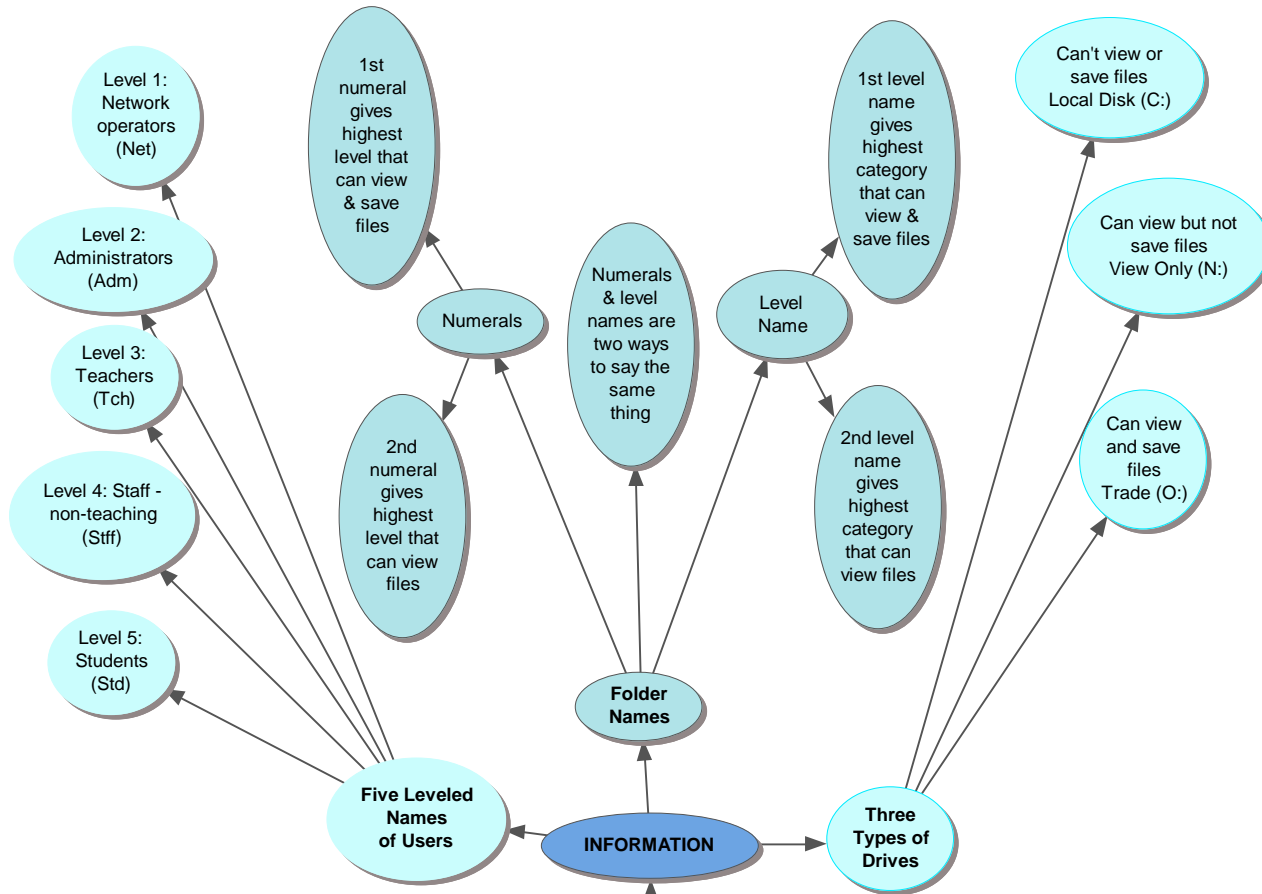 Level 1:
Network
operators
(Net)
Level 2:
Administrators
(Adm)
Level 3:
Teachers
(Tch)
Level 4: Staff -
non-teaching
(Stff)
Level 5:
Students
(Std)
Five Leveled
Names
of Users
1st
numeral
gives
highest
level that
can view
& save
files
Numerals
2nd
numeral
gives
highest
level that
can view
files
Numerals
& level
names are
two ways
to say the
same
thing
1st level
name
gives
highest
category
that can
view &
save files
Level
Name
2nd level
name
gives
highest
category
that can
view files
Folder
Names
INFORMATION
Can't view or
save files
Local Disk (C:)
Can view but not
save files
View Only (N:)
Can view
and save
files
Trade (O:)
Three
Types of
Drives